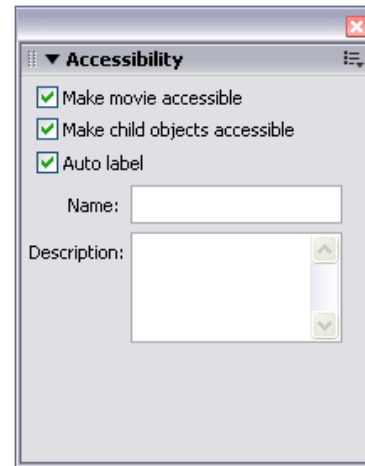 Accessibility
Make movie accessible
Make child objects accessible
Auto label
Name:
Description: